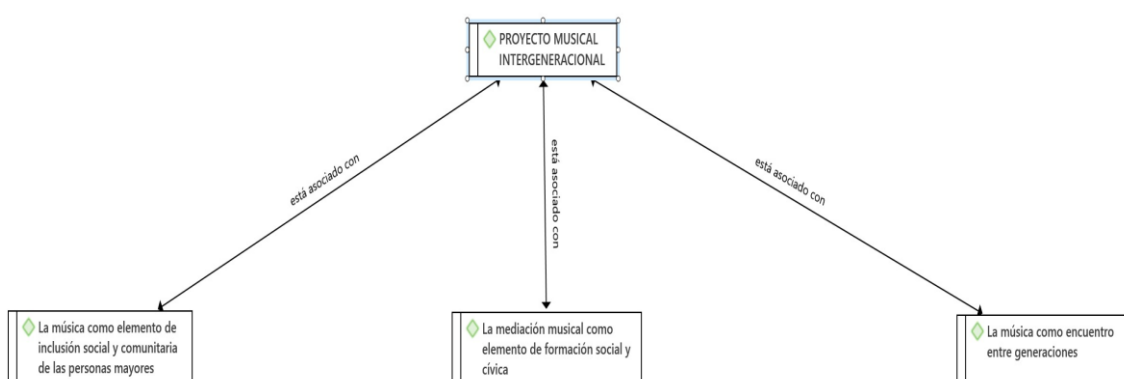 PROYECTO MUSICAL
INTERGENERACIONAL
está asociado con
está asociado con
está asociado con
La música como elemento de
inclusión social y comunitaria
de las personas mayores
La mediación musical como
elemento de formación social y
cívica
La música como encuentro
entre generaciones